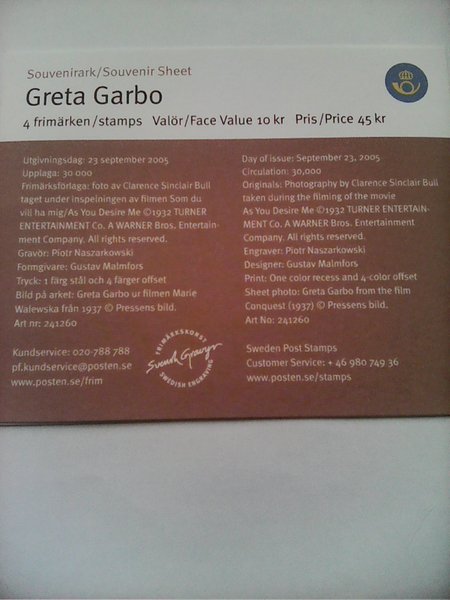 Souvenirark/Souvenir Sheet
Greta Garbo
4 frimärken/stamps Valör/Face Value 10 kr Pris/Price 45 kr
Utgivningsdag: 23 september 2005
Upplaga: 30 000
Frimärksförlaga: foto av Clarence Sinclair Bull
taget under inspelningen av filmen Som du
vill ha mig/As You Desire Me ©1932 TURNER
ENTERTAINMENT Co. A WARNER Bros. Entertain-
ment Company. All rights reserved.
Gravör: Piotr Naszarkowski
Formgivare: Gustav Malmfors
Tryck: 1 färg stål och 4 färger offset
Bild på arket: Greta Garbo ur filmen Marie
Walewska från 1937 © Pressens bild.
Art nr: 241260
Day of issue: September 23, 2005
Circulation: 30,000
Originals: Photography by Clarence Sinclair Bull
taken during the filming of the movie
As You Desire Me ©1932 TURNER ENTERTAIN-
MENT Co. A WARNER Bros. Entertainment
Company. All rights reserved.
Engraver: Piotr Naszarkowski
Designer: Gustav Malmfors
Print: One color recess and 4-color offset
Sheet photo: Greta Garbo from the film
Conquest (1937) © Pressens bild.
Art No: 241260
Kundservice: 020-788 788
pf.kundservice@posten.se
www.posten.se/frim
FRIMÄRKSKONST
Svensk Gravyr
SWEDISH ENGRAVING
Sweden Post Stamps
Customer Service: + 46 980 749 36
www.posten.se/stamps